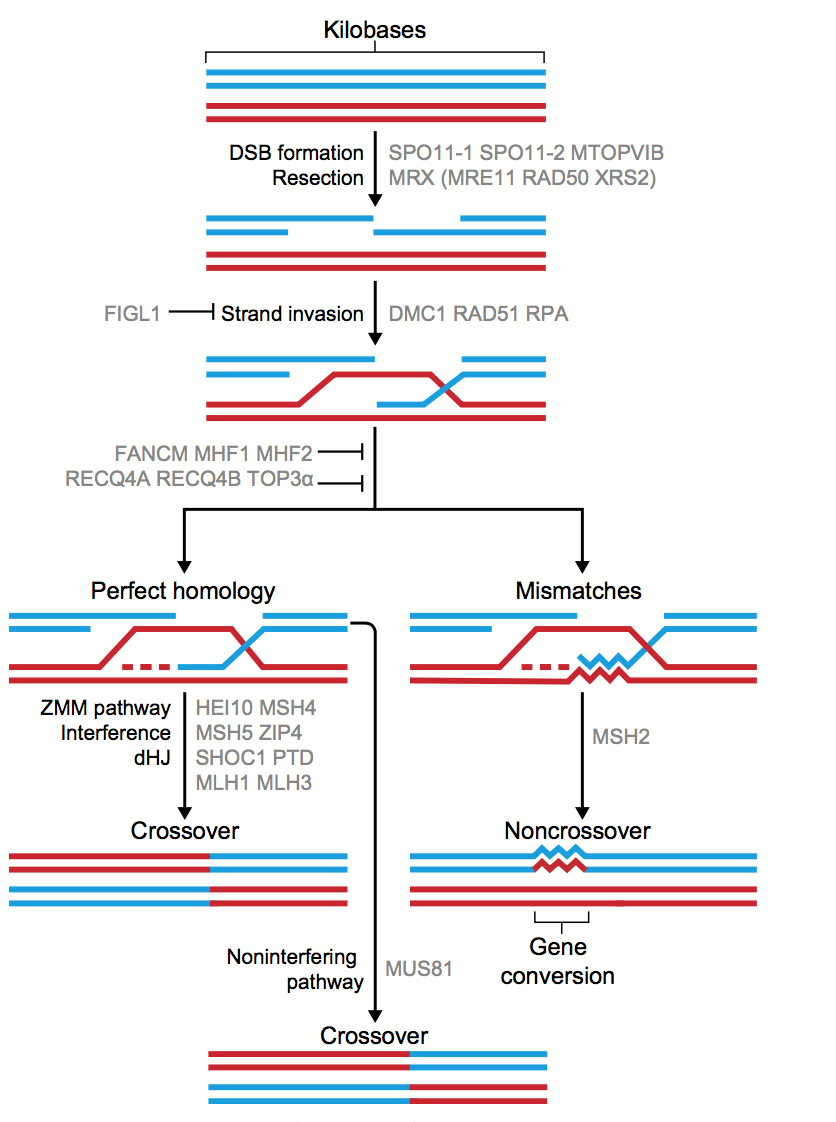 Kilobases
DSB formation
Resection
SPO11-1 SPO11-2 MTOPVIB
MRX (MRE11 RAD50 XRS2)
FIGL1
Strand invasion
DMC1 RAD51 RPA
FANCM MHF1 MHF2
RECQ4A RECQ4B TOP3α
Perfect homology
Mismatches
ZMM pathway
Interference
dHJ
HEI10 MSH4
MSH5 ZIP4
SHOC1 PTD
MLH1 MLH3
MSH2
Crossover
Noncrossover
Gene
conversion
Noninterfering
pathway
MUS81
Crossover